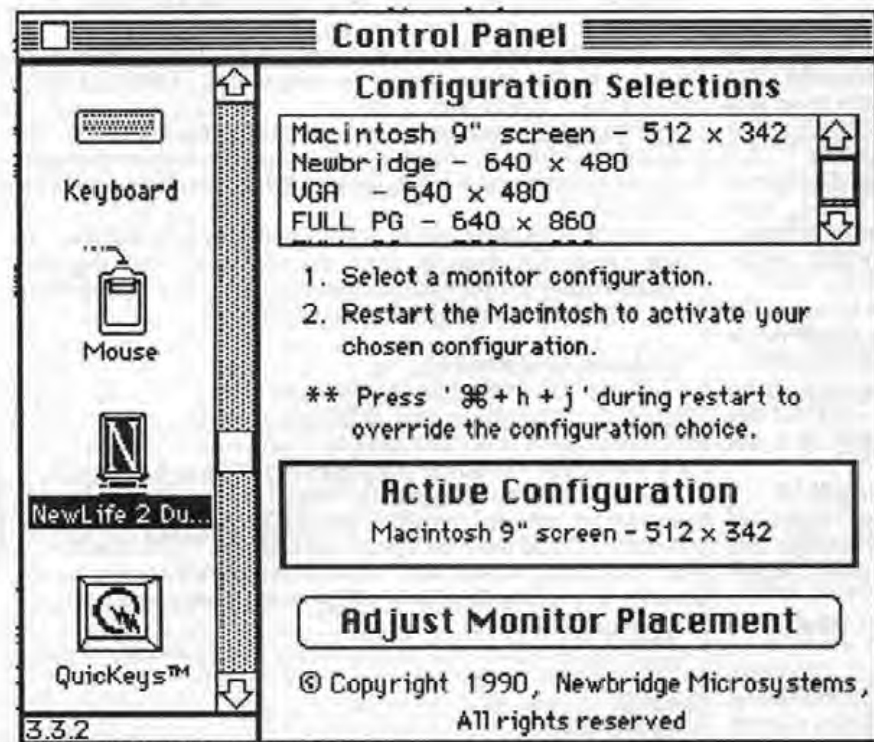 Control Panel
Keyboard
Mouse
NewLife 2 Du...
QuicKeys™
3.3.2
Configuration Selections
Macintosh 9" screen - 512 x 342
Newbridge - 640 x 480
VGA - 640 x 480
FULL PG - 640 x 860
1. Select a monitor configuration.
2. Restart the Macintosh to activate your
chosen configuration.
** Press '⌘+h+j' during restart to
override the configuration choice.
Active Configuration
Macintosh 9" screen - 512 x 342
Adjust Monitor Placement
© Copyright 1990, Newbridge Microsystems,
All rights reserved